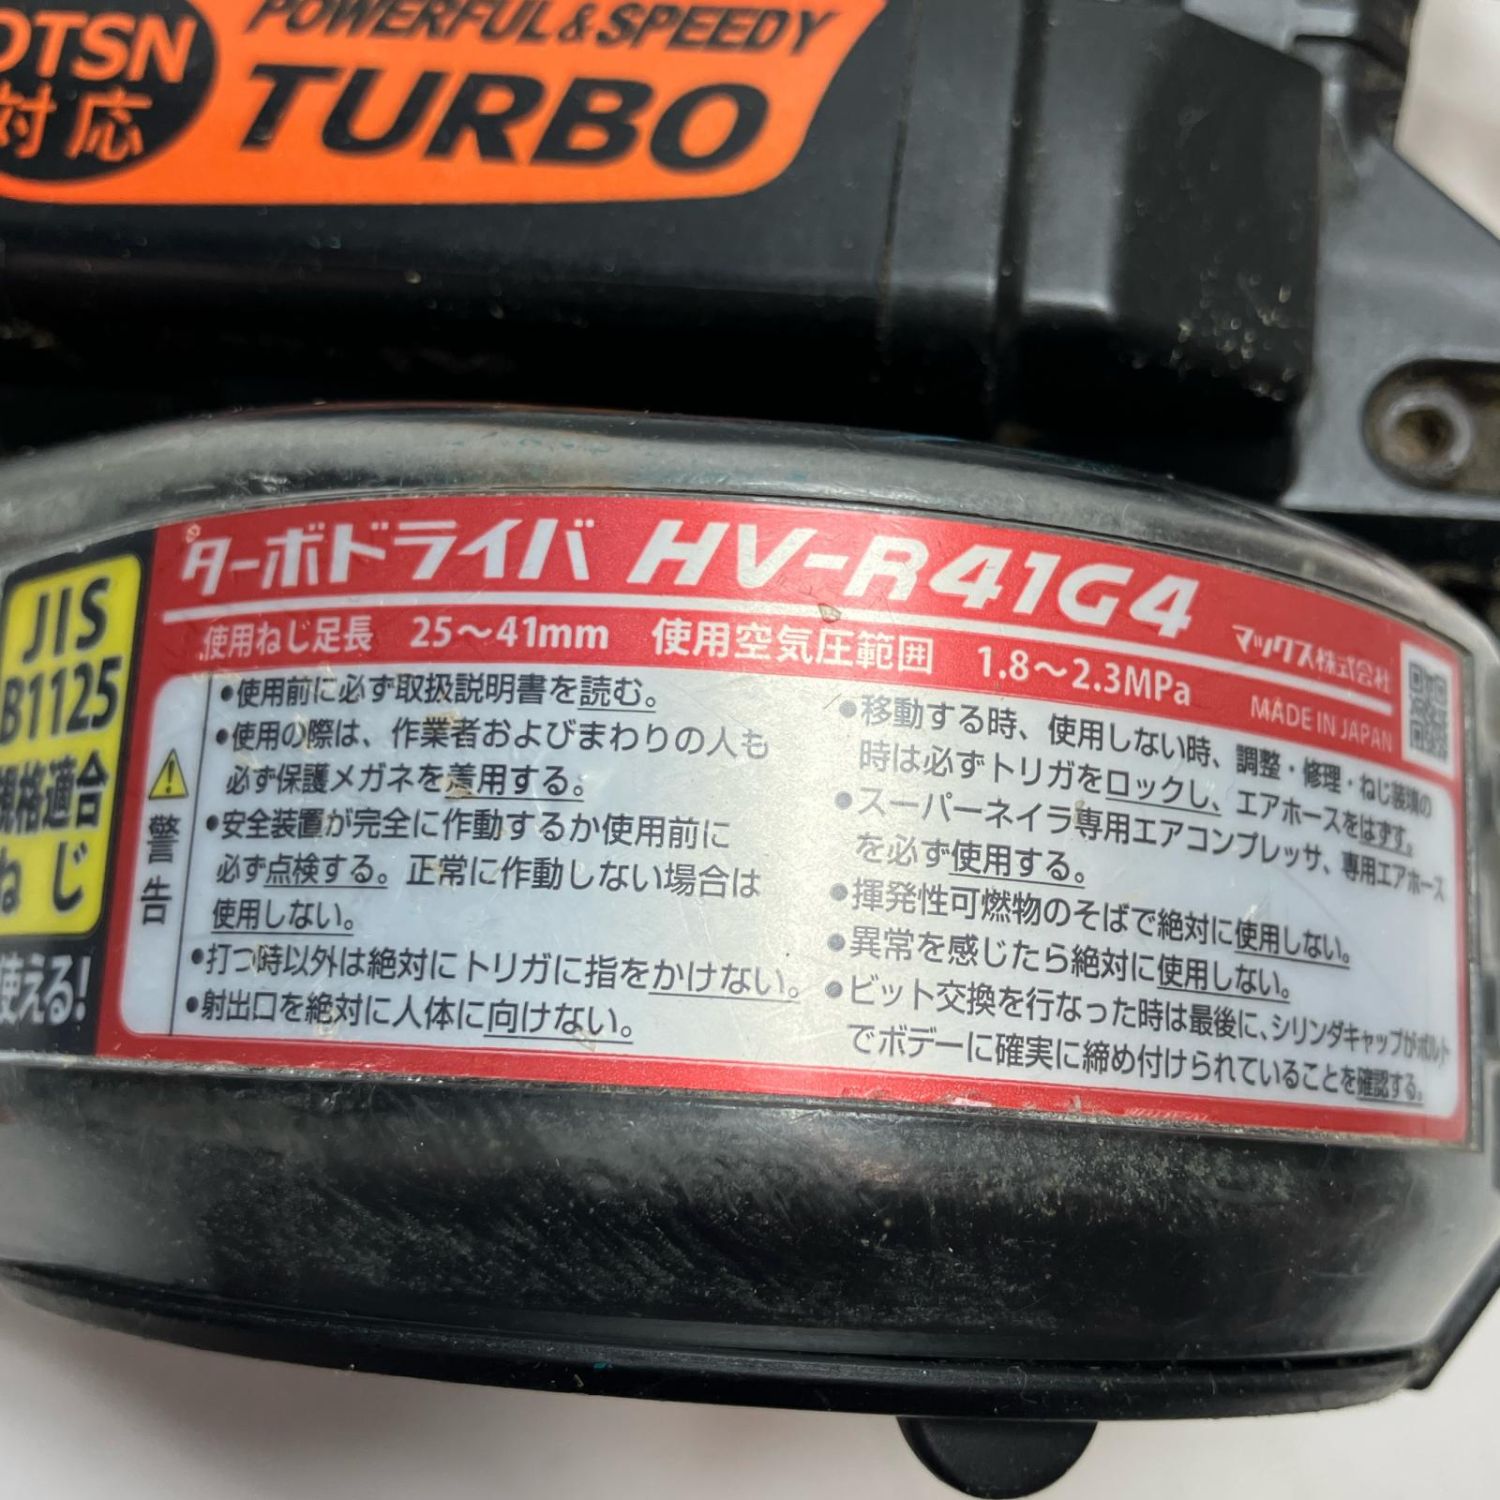 DTSN
対応
POWERFUL&SPEEDY
TURBO
ターボドライバ HV-R41G4
マックス株式会社
使用ねじ足長 25～41mm 使用空気圧範囲 1.8～2.3MPa
MADE IN JAPAN
JIS
B1125
規格適合
ねじ
使える!
警告
•使用前に必ず取扱説明書を読む。
•使用の際は、作業者およびまわりの人も
必ず保護メガネを着用する。
•安全装置が完全に作動するか使用前に
必ず点検する。正常に作動しない場合は
使用しない。
•打つ時以外は絶対にトリガに指をかけない。
•射出口を絶対に人体に向けない。
•移動する時、使用しない時、調整・修理・ねじ装填の
時は必ずトリガをロックし、エアホースをはずす。
•スーパーネイラ専用エアコンプレッサ、専用エアホース
を必ず使用する。
•揮発性可燃物のそばで絶対に使用しない。
•異常を感じたら絶対に使用しない。
•ビット交換を行なった時は最後に、シリンダキャップがボルト
でボデーに確実に締め付けられていることを確認する。